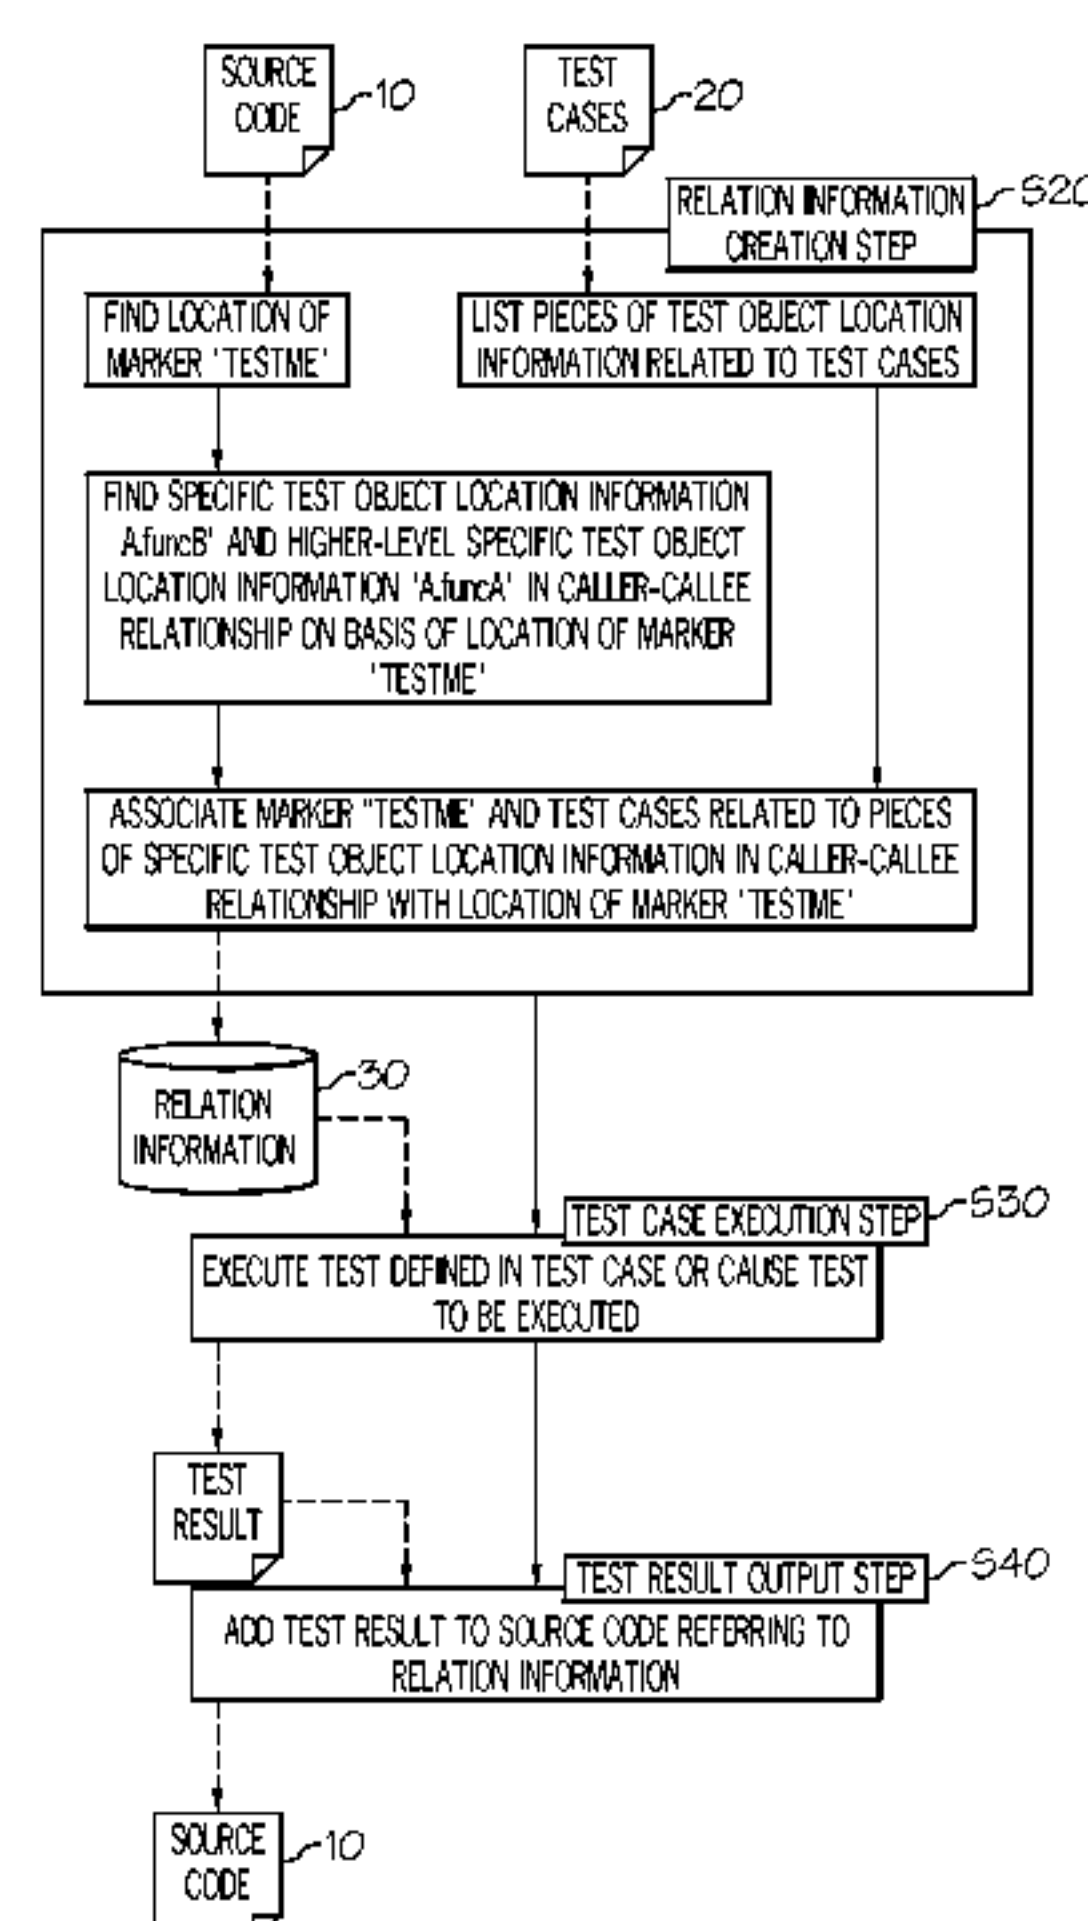 SOURCE
CODE
10
TEST
CASES
20
RELATION INFORMATION
CREATION STEP
S20
FIND LOCATION OF
MARKER 'TESTME'
LIST PIECES OF TEST OBJECT LOCATION
INFORMATION RELATED TO TEST CASES
FIND SPECIFIC TEST OBJECT LOCATION INFORMATION
A.funcB' AND HIGHER-LEVEL SPECIFIC TEST OBJECT
LOCATION INFORMATION 'A.funcA' IN CALLER-CALLEE
RELATIONSHIP ON BASIS OF LOCATION OF MARKER
'TESTME'
ASSOCIATE MARKER "TESTME' AND TEST CASES RELATED TO PIECES
OF SPECIFIC TEST OBJECT LOCATION INFORMATION IN CALLER-CALLEE
RELATIONSHIP WITH LOCATION OF MARKER 'TESTME'
RELATION
INFORMATION
30
TEST CASE EXECUTION STEP
S30
EXECUTE TEST DEFINED IN TEST CASE OR CAUSE TEST
TO BE EXECUTED
TEST
RESULT
TEST RESULT OUTPUT STEP
S40
ADD TEST RESULT TO SOURCE CODE REFERRING TO
RELATION INFORMATION
SOURCE
CODE
10